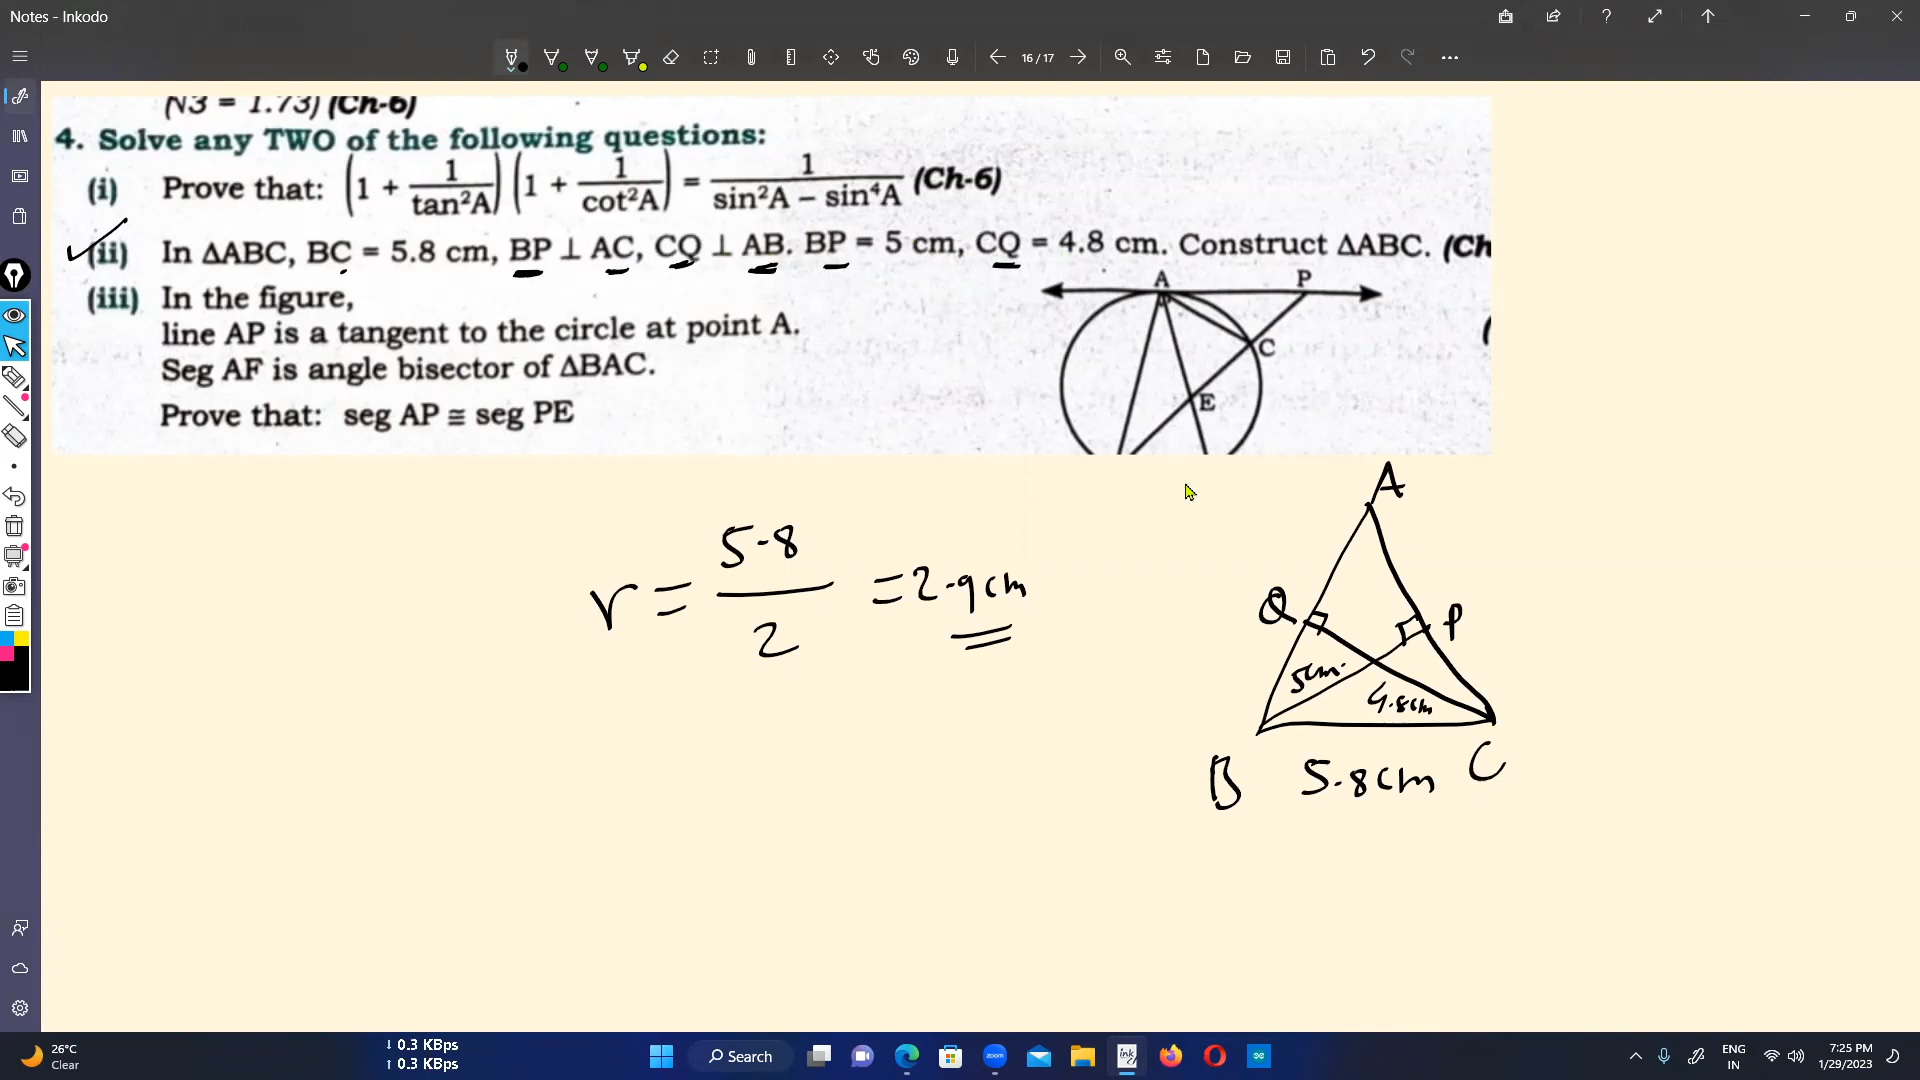 Notes - Inkodo
16 / 17
(√3 = 1.73) (Ch-6)
4. Solve any TWO of the following questions:
(i) Prove that: (1 + 1/tan²A) (1 + 1/cot²A) = 1/(sin²A – sin⁴A) (Ch-6)
(ii) In ΔABC, BC = 5.8 cm, BP ⊥ AC, CQ ⊥ AB. BP = 5 cm, CQ = 4.8 cm. Construct ΔABC. (Ch
(iii) In the figure,
line AP is a tangent to the circle at point A.
Seg AF is angle bisector of ΔBAC.
Prove that: seg AP ≅ seg PE
A
P
C
E
r = 5.8/2 = 2.9cm
A
Q
P
5cm.
4.8cm
B 5.8cm C
26°C
Clear
↓ 0.3 KBps
↑ 0.3 KBps
Search
zoom
ink
ENG
IN
7:25 PM
1/29/2023